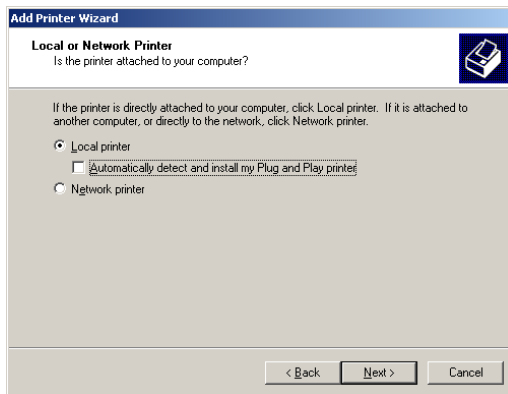 Add Printer Wizard
Local or Network Printer
Is the printer attached to your computer?
If the printer is directly attached to your computer, click Local printer. If it is attached to
another computer, or directly to the network, click Network printer.
Local printer
Automatically detect and install my Plug and Play printer
Network printer
< Back
Next >
Cancel